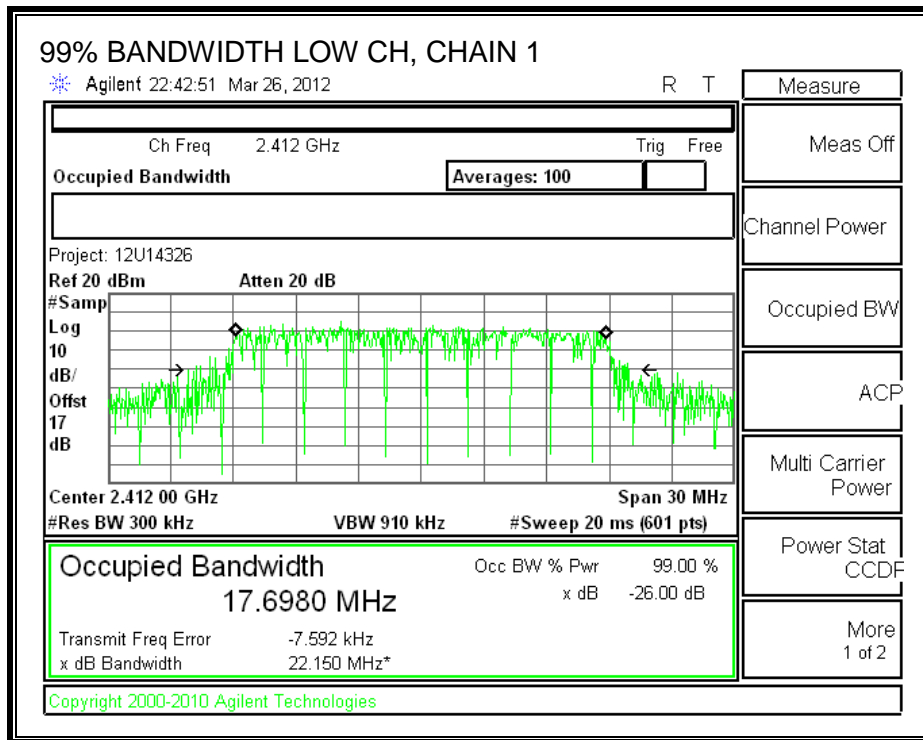 99% BANDWIDTH LOW CH, CHAIN 1
Agilent 22:42:51 Mar 26, 2012 R T
Measure
Ch Freq 2.412 GHz Trig Free
Meas Off
Occupied Bandwidth Averages: 100
Channel Power
Project: 12U14326
Ref 20 dBm Atten 20 dB
#Samp
Log
10
dB/
Offst
17
dB
Occupied BW
ACP
Multi Carrier
Power
Center 2.412 00 GHz Span 30 MHz
#Res BW 300 kHz VBW 910 kHz #Sweep 20 ms (601 pts)
Power Stat
CCDF
Occupied Bandwidth Occ BW % Pwr 99.00 %
17.6980 MHz x dB -26.00 dB
Transmit Freq Error -7.592 kHz
x dB Bandwidth 22.150 MHz*
More
1 of 2
Copyright 2000-2010 Agilent Technologies